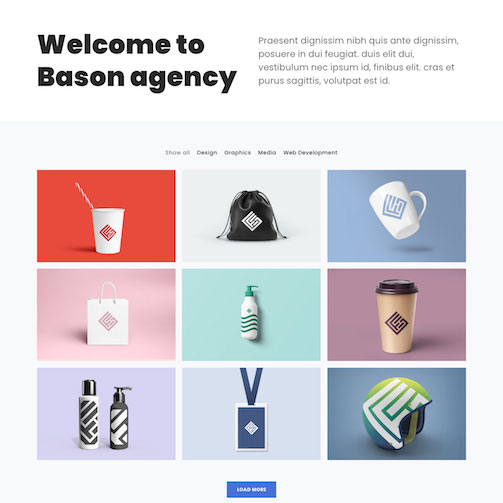 Welcome to
Bason agency
Praesent dignissim nibh quis ante dignissim,
posuere in dui feugiat. duis elit dui,
vestibulum nec ipsum id, finibus elit. cras et
purus sagittis, volutpat est id.
Show all Design Graphics Media Web Development
LOAD MORE